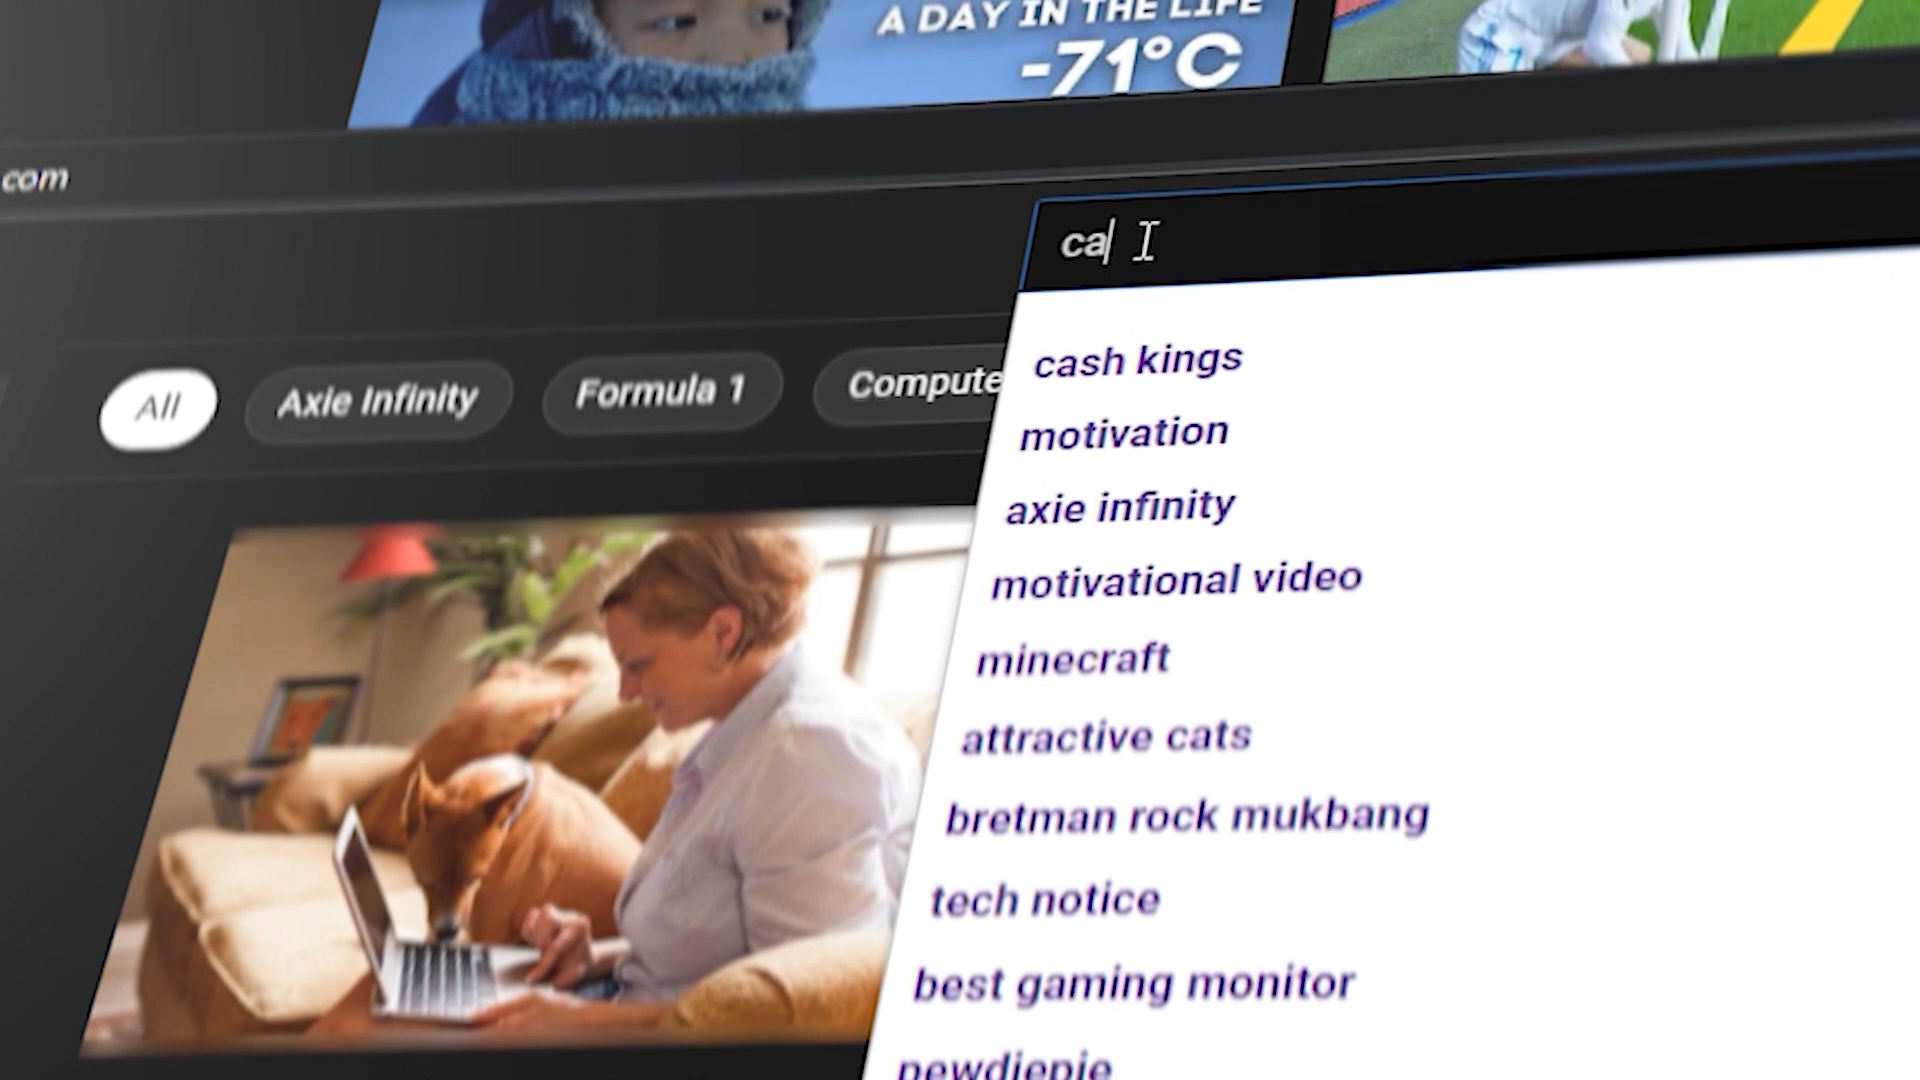 A DAY IN THE LIFE
-71°C
com
ca
All
Axie Infinity
Formula 1
Compute
cash kings
motivation
axie infinity
motivational video
minecraft
attractive cats
bretman rock mukbang
tech notice
best gaming monitor
pewdiepie